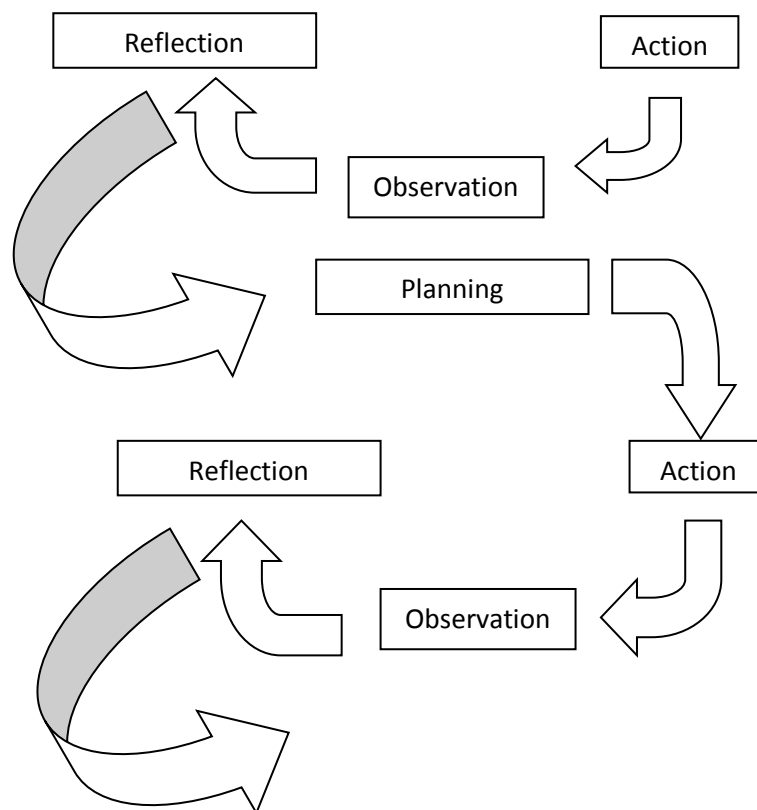 Reflection
Action
Observation
Planning
Reflection
Action
Observation